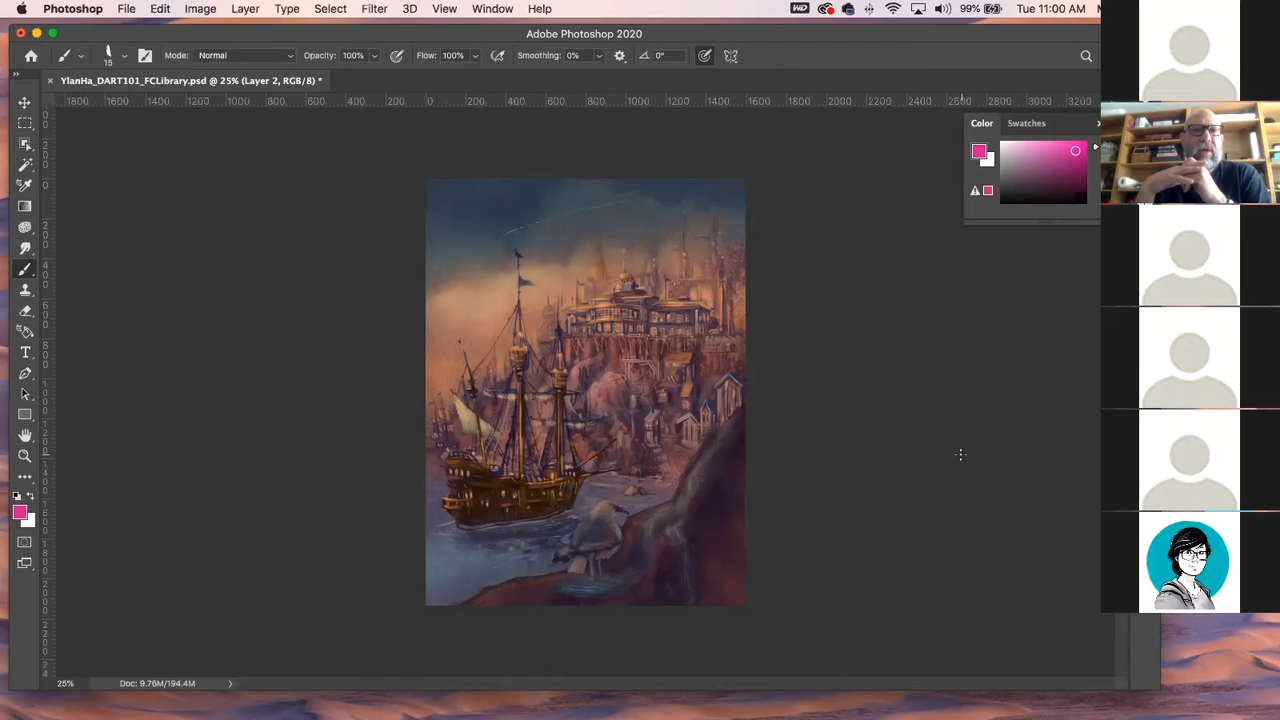 Photoshop File Edit Image Layer Type Select Filter 3D View Window Help 99% Tue 11:00 AM
Adobe Photoshop 2020
15 Mode: Normal Opacity: 100% Flow: 100% Smoothing: 0% 0°
YlanHa_DART101_FCLibrary.psd @ 25% (Layer 2, RGB/8) *
1800 1600 1400 1200 1000 800 600 400 200 0 200 400 600 800 1000 1200 1400 1600 1800 2000 2200 2400 2600 2800 3000 3200
Color Swatches
25% Doc: 9.76M/194.4M